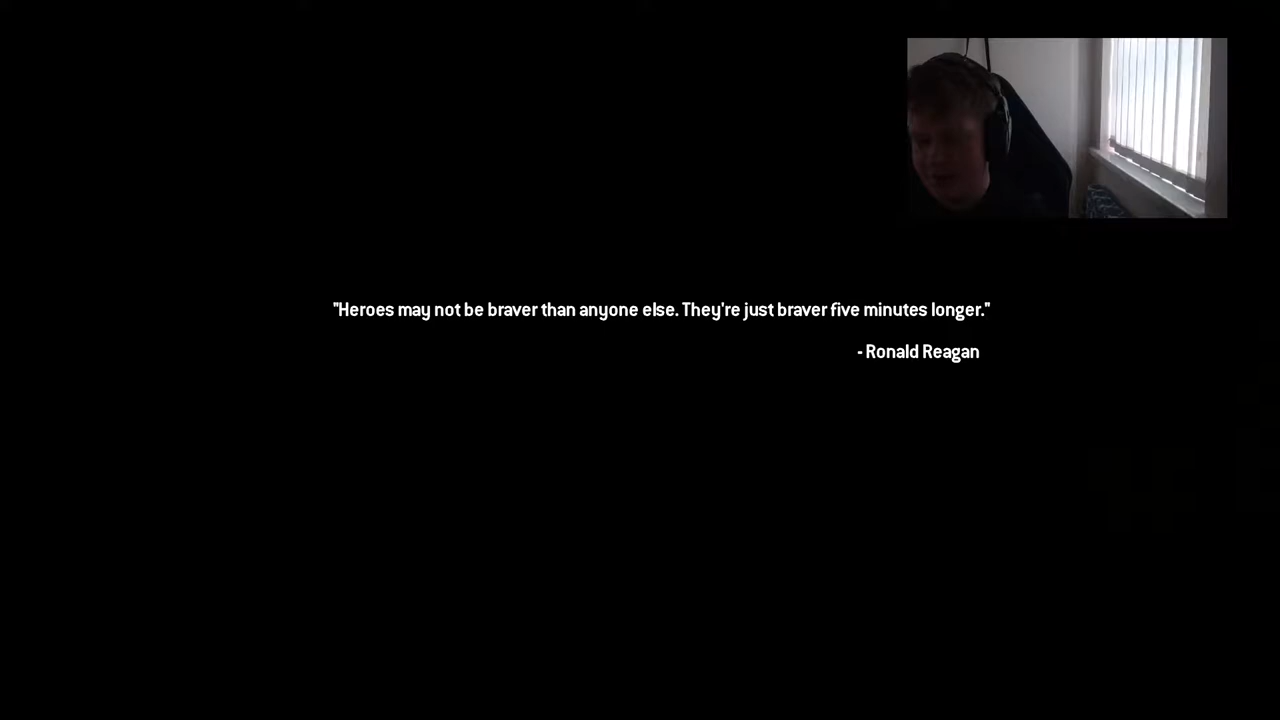 "Heroes may not be braver than anyone else. They're just braver five minutes longer."
- Ronald Reagan